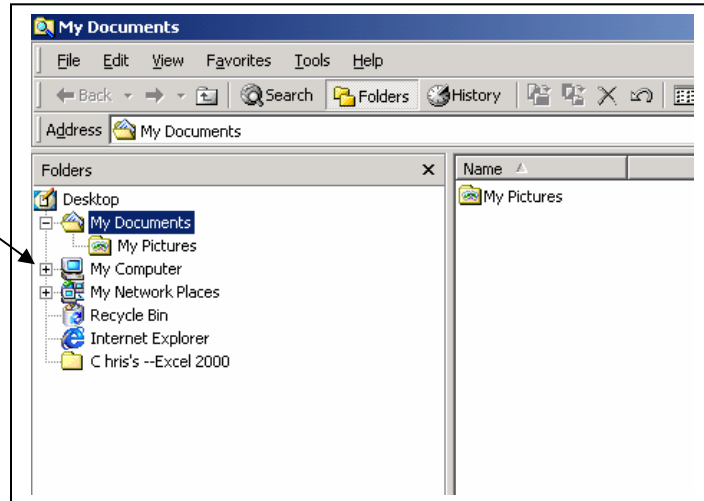 My Documents
File Edit View Favorites Tools Help
Back Search Folders History
Address My Documents
Folders Name
Desktop My Pictures
My Documents
My Pictures
My Computer
My Network Places
Recycle Bin
Internet Explorer
C hris's --Excel 2000